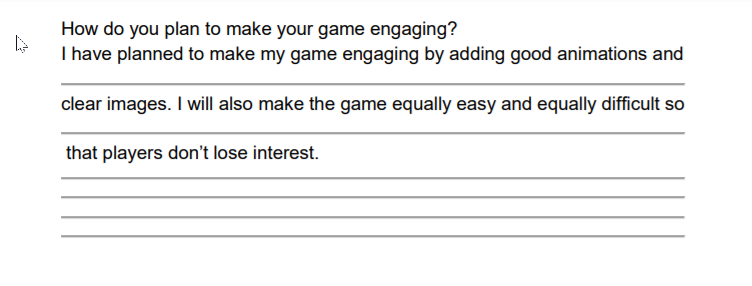 How do you plan to make your game engaging?
I have planned to make my game engaging by adding good animations and
clear images. I will also make the game equally easy and equally difficult so
that players don’t lose interest.